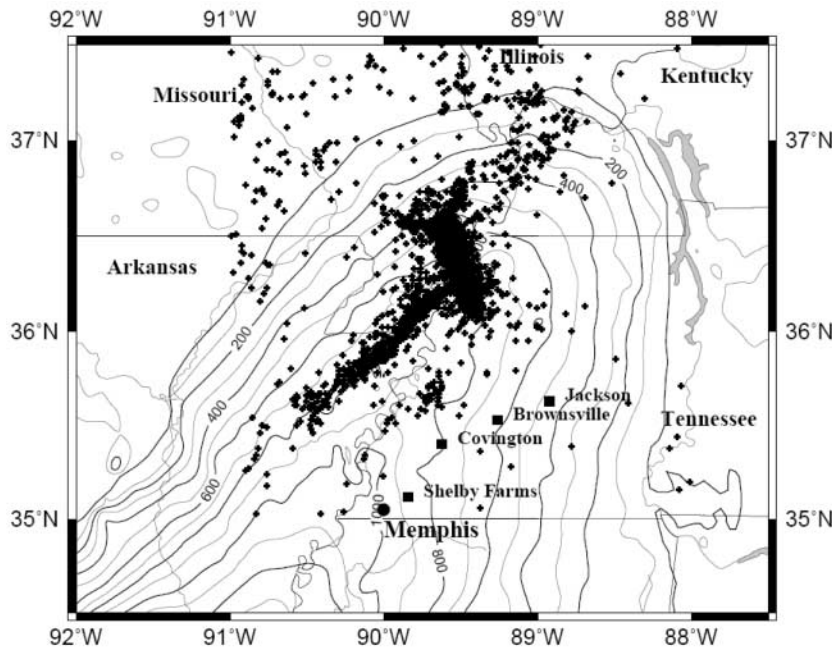 92˚W 91˚W 90˚W 89˚W 88˚W
Illinois
Kentucky
Missouri
37˚N 37˚N
200
400
Arkansas
36˚N 36˚N
200
Jackson
400
Brownsville
Tennessee
Covington
600
Shelby Farms
35˚N 1000 35˚N
Memphis
800
92˚W 91˚W 90˚W 89˚W 88˚W